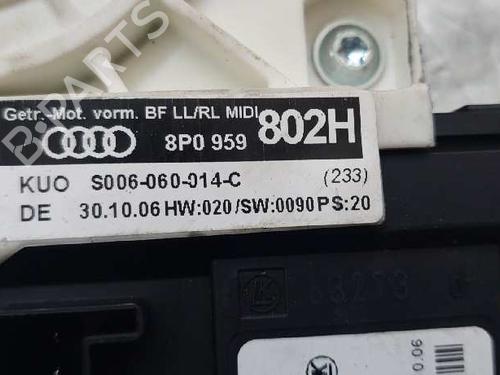 Getr.-Mot. vorm. BF LL/RL MIDI
8P0 959 802H
KUO S006-060-014-C (233)
DE 30.10.06 HW:020/SW:0090 PS:20
B-PARTS